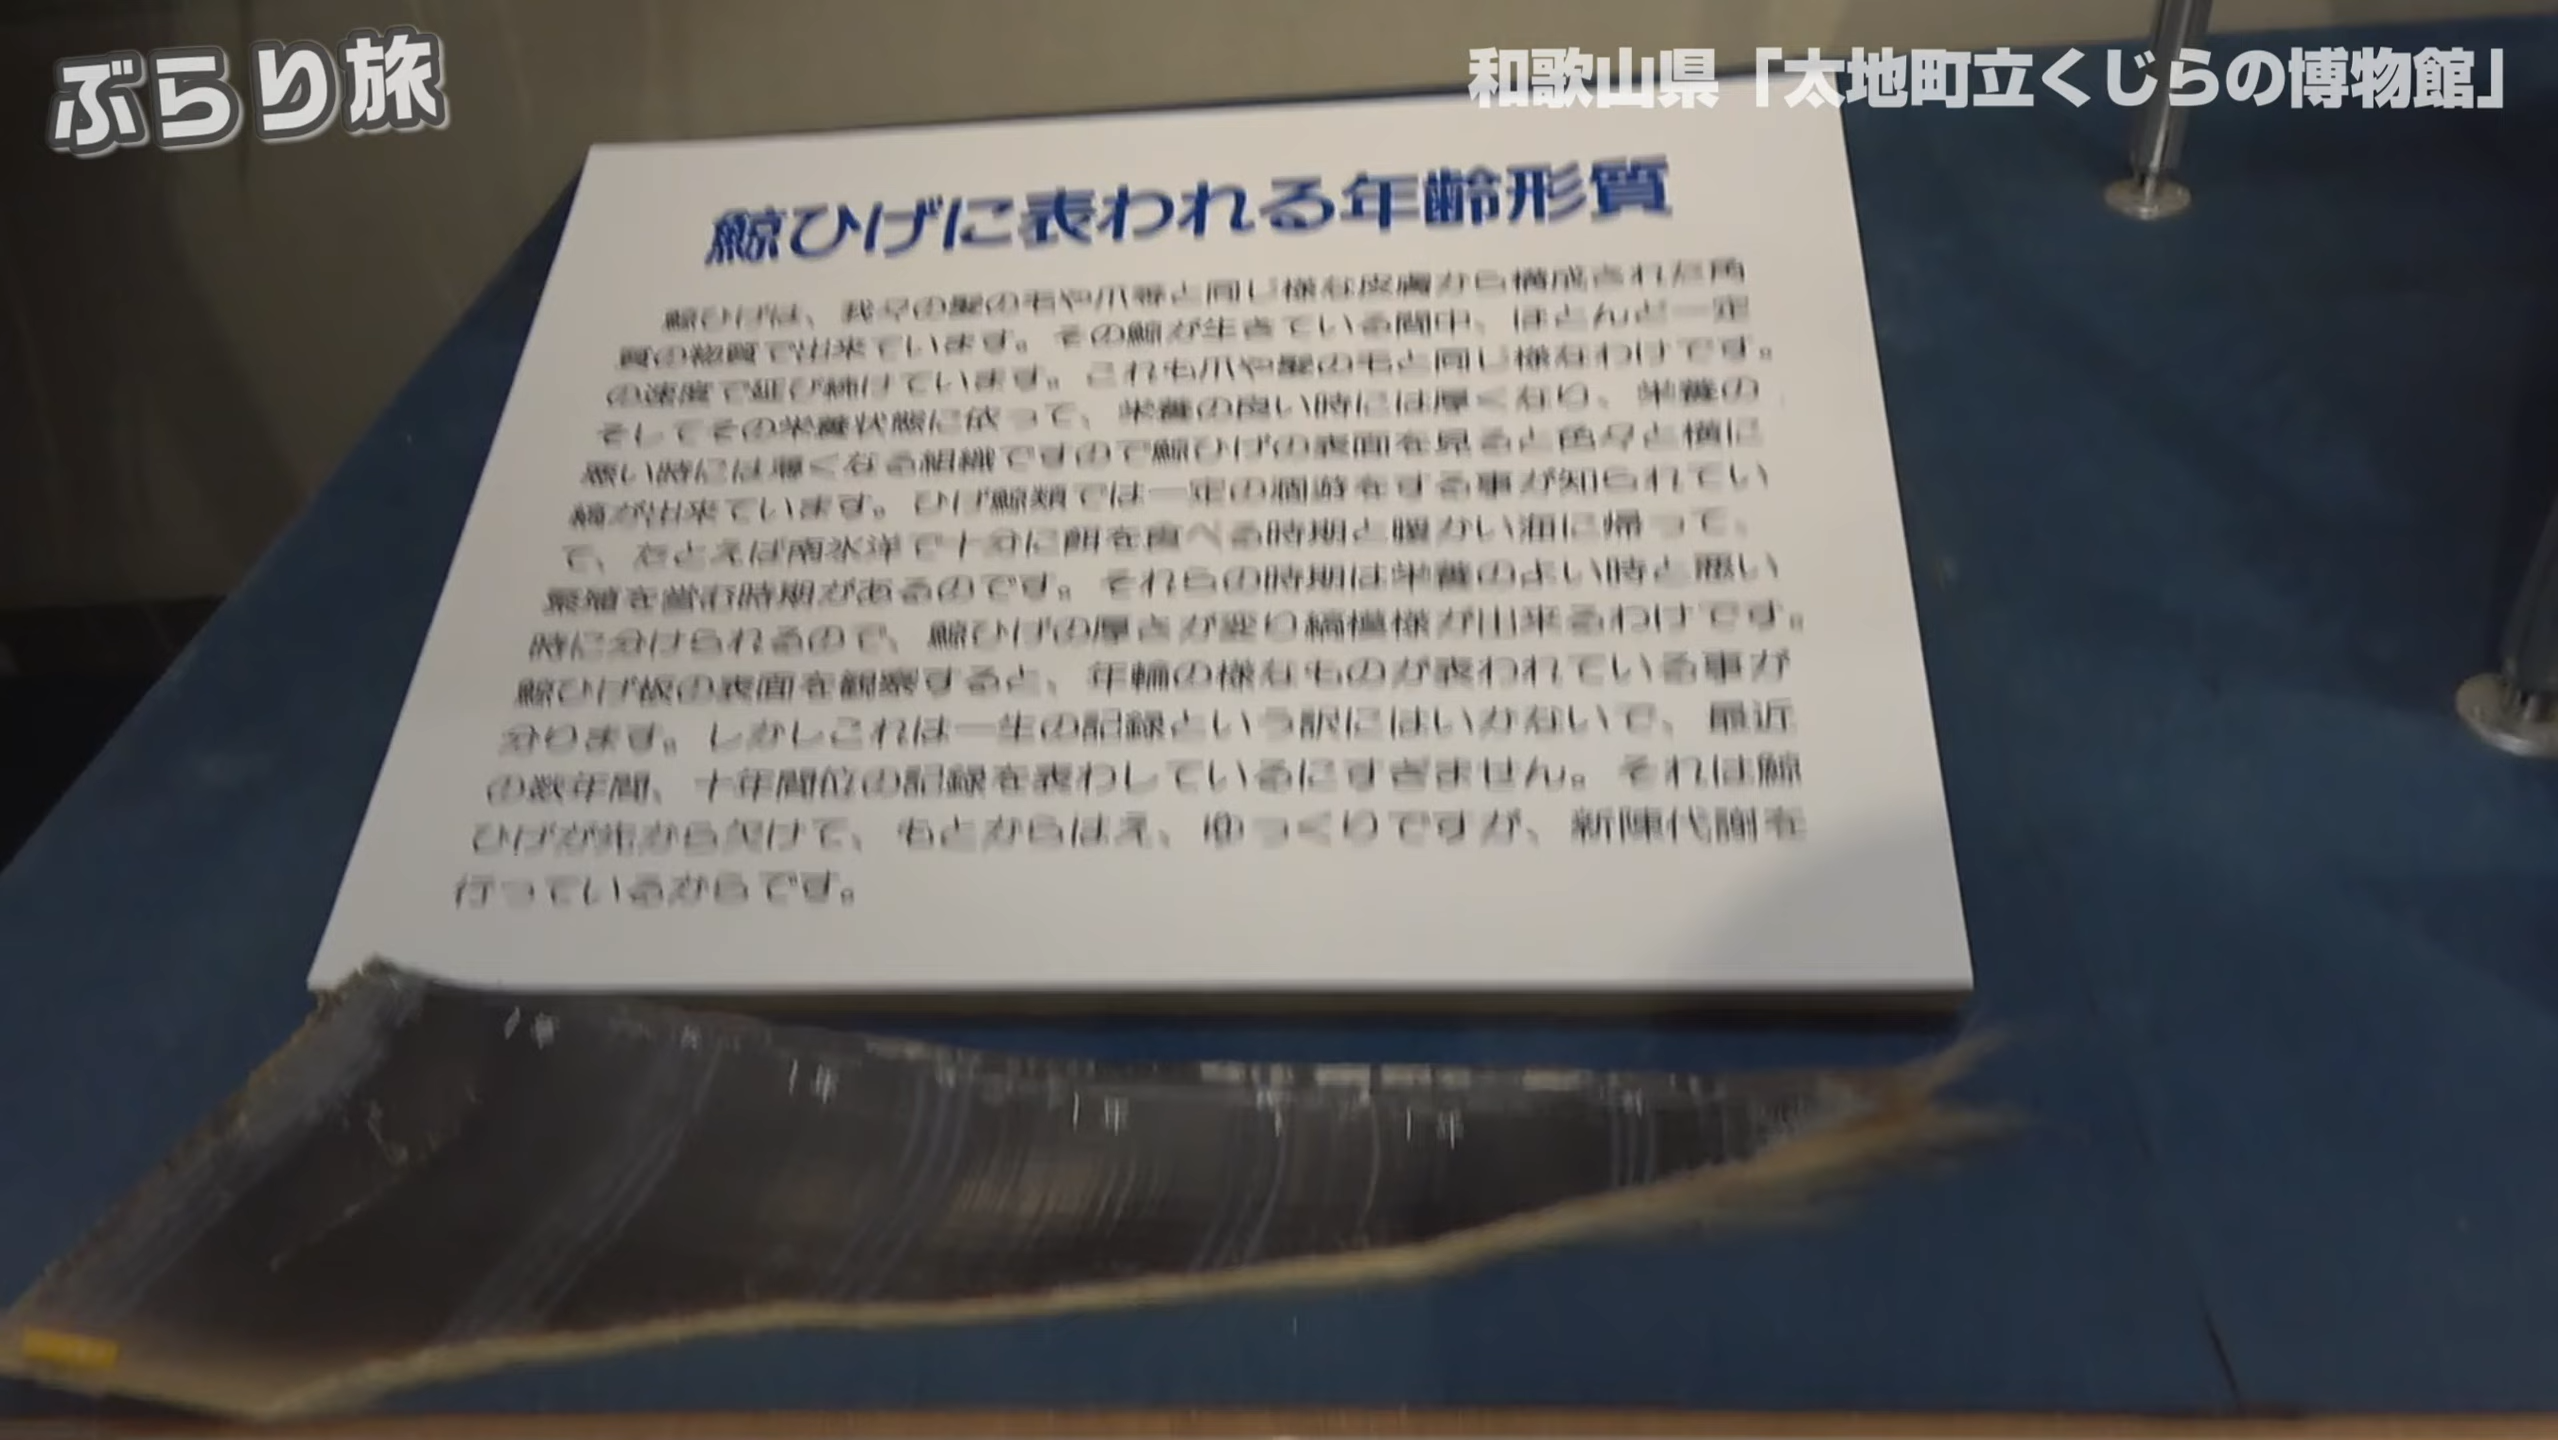 ぶらり旅
和歌山県「太地町立くじらの博物館」
鯨ひげに表われる年齢形質
鯨ひげは、我々の髪の毛や爪等と同じ様な皮膚から構成された角
質の物質で出来ています。その鯨が生きている間中、ほとんど一定
の速度で延び続けています。これも爪や髪の毛と同じ様なわけです。
そしてその栄養状態に依って、栄養の良い時には厚くなり、栄養の
悪い時には薄くなる組織ですので鯨ひげの表面を見ると色々と横に
縞が出来ています。ひげ鯨類では一定の回遊をする事が知られてい
て、たとえば南氷洋で十分に餌を食べる時期と暖かい海に帰って、
繁殖を営む時期があるのです。それらの時期は栄養のよい時と悪い
時に分けられるので、鯨ひげの厚さが変り縞模様が出来るわけです。
鯨ひげ板の表面を観察すると、年輪の様なものが表われている事が
分ります。しかしこれは一生の記録という訳にはいかないで、最近
の数年間、十年間位の記録を表わしているにすぎません。それは鯨
ひげが先から欠けて、もとからはえ、ゆっくりですが、新陳代謝を
行っているからです。
1年
1年
1年
1年